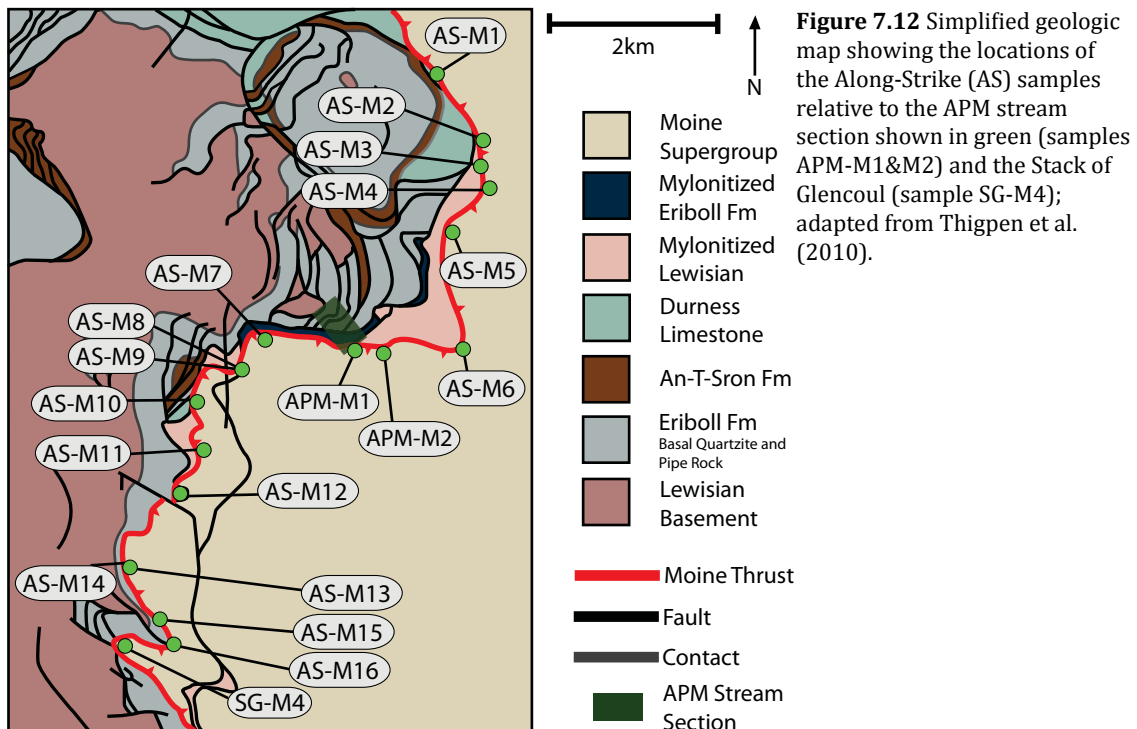 AS-M1
AS-M2
AS-M3
AS-M4
AS-M5
AS-M7
AS-M8
AS-M9
AS-M6
APM-M1
AS-M10
APM-M2
AS-M11
AS-M12
AS-M14
AS-M13
AS-M15
AS-M16
SG-M4
2km
N
Moine
Supergroup
Mylonitized
Eriboll Fm
Mylonitized
Lewisian
Durness
Limestone
An-T-Sron Fm
Eriboll Fm
Basal Quartzite and
Pipe Rock
Lewisian
Basement
Moine Thrust
Fault
Contact
APM Stream
Section
Figure 7.12 Simplified geologic
map showing the locations of
the Along-Strike (AS) samples
relative to the APM stream
section shown in green (samples
APM-M1&M2) and the Stack of
Glencoul (sample SG-M4);
adapted from Thigpen et al.
(2010).